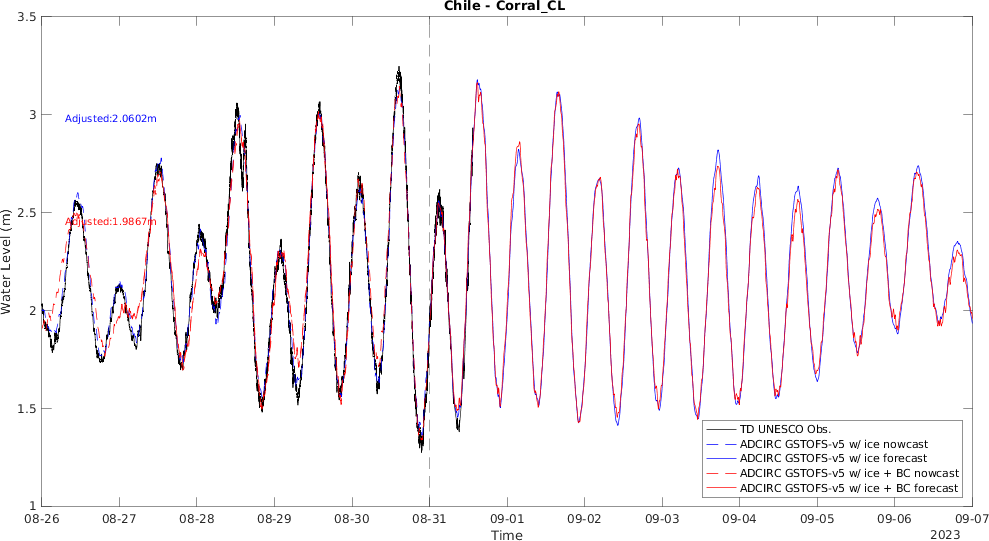 Chile - Corral_CL
3.5
3
2.5
2
1.5
1
Water Level (m)
Adjusted:2.0602m
Adjusted:1.9867m
TD UNESCO Obs.
ADCIRC GSTOFS-v5 w/ ice nowcast
ADCIRC GSTOFS-v5 w/ ice forecast
ADCIRC GSTOFS-v5 w/ ice + BC nowcast
ADCIRC GSTOFS-v5 w/ ice + BC forecast
08-26 08-27 08-28 08-29 08-30 08-31 09-01 09-02 09-03 09-04 09-05 09-06 09-07
Time
2023